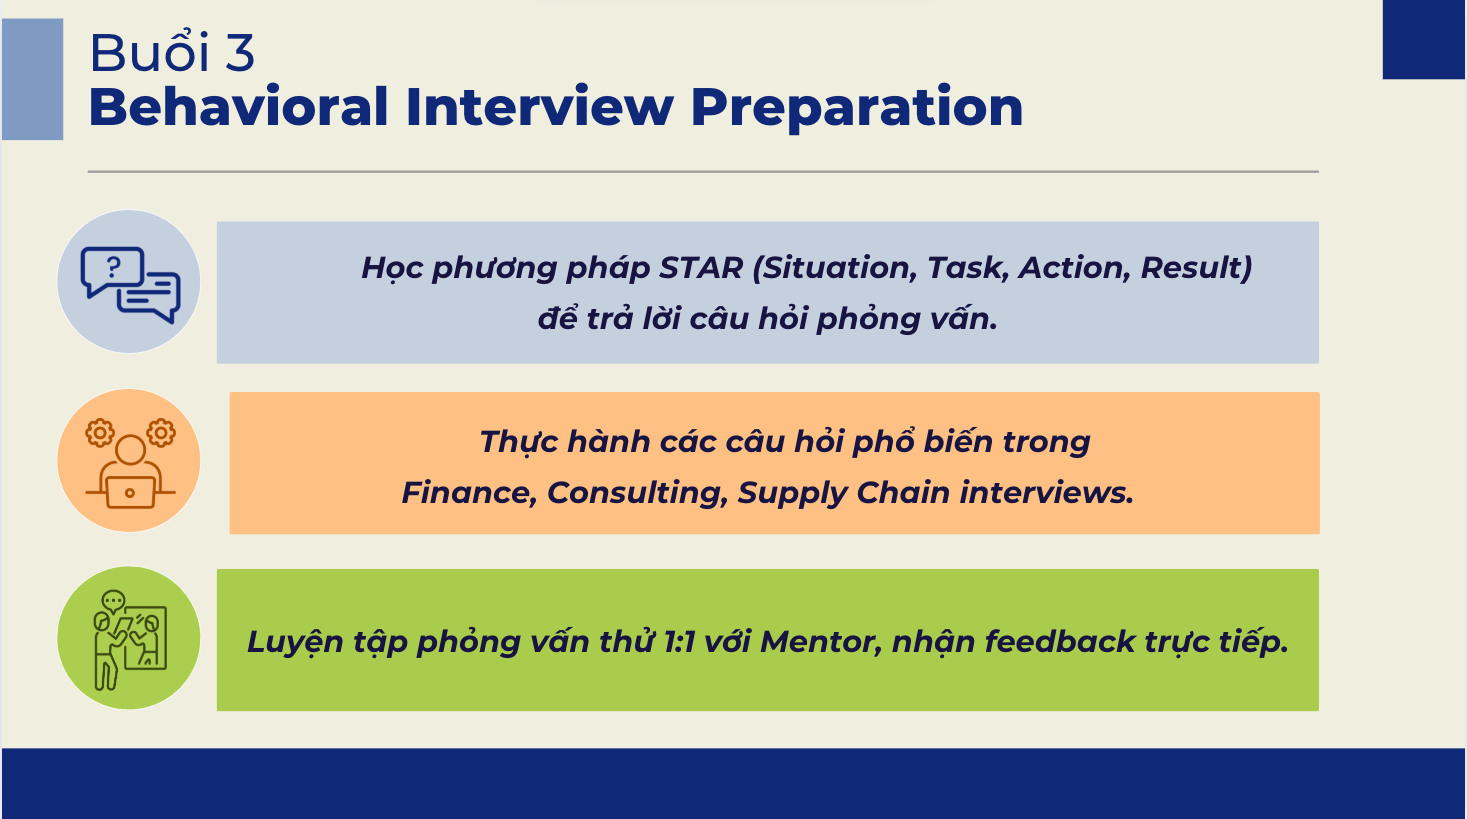 Buổi 3
Behavioral Interview Preparation
?
Học phương pháp STAR (Situation, Task, Action, Result)
để trả lời câu hỏi phỏng vấn.
Thực hành các câu hỏi phổ biến trong
Finance, Consulting, Supply Chain interviews.
Luyện tập phỏng vấn thử 1:1 với Mentor, nhận feedback trực tiếp.